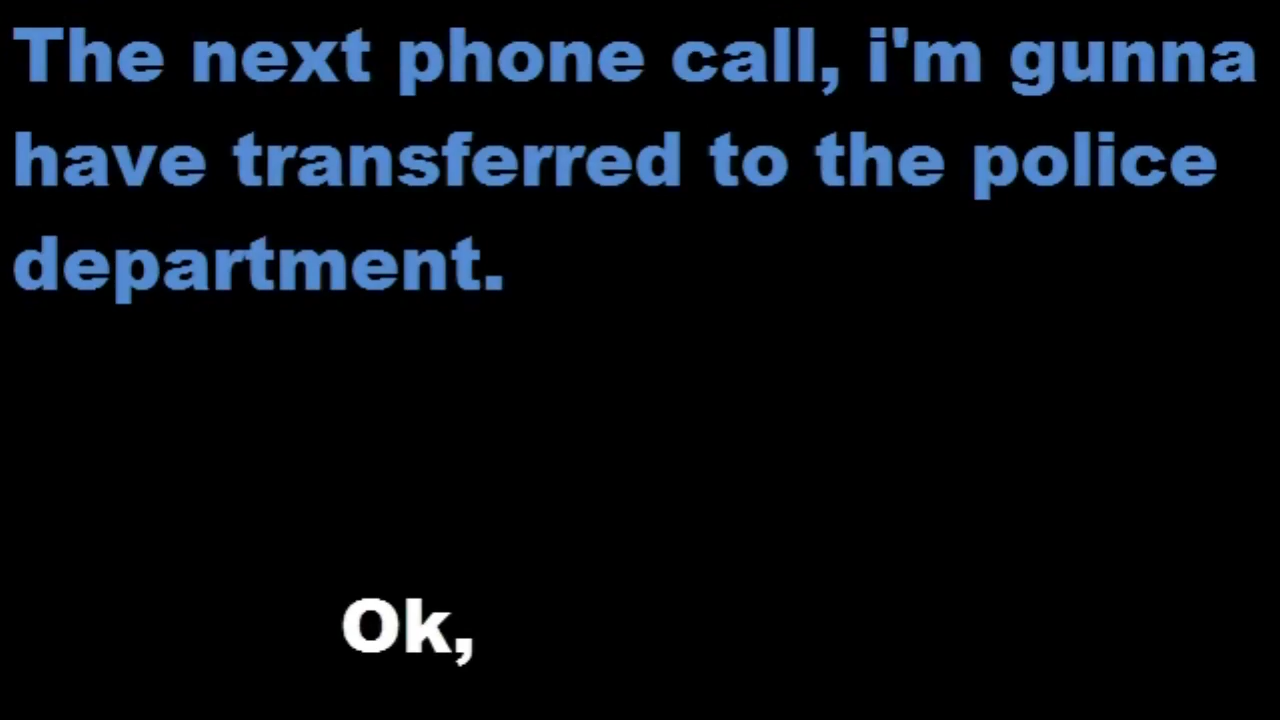 The next phone call, i'm gunna
have transferred to the police
department.
Ok,